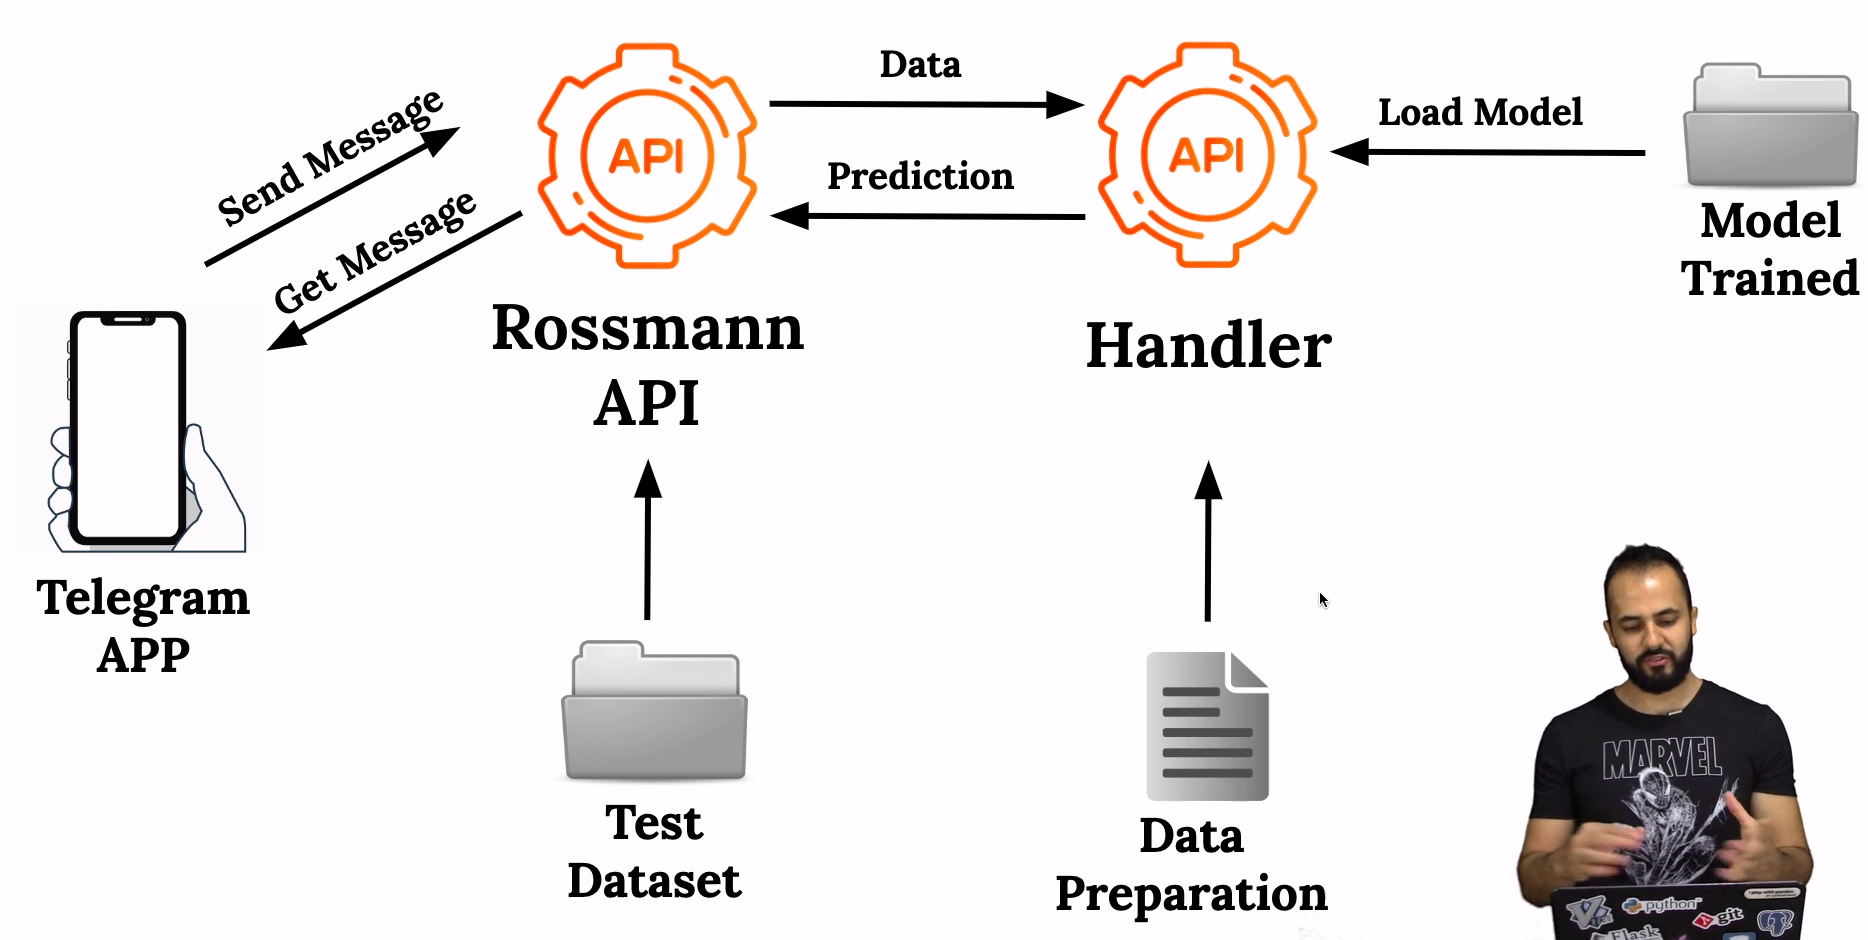 Send Message
Get Message
API
Data
Prediction
API
Load Model
Model
Trained
Rossmann
API
Handler
Telegram
APP
Test
Dataset
Data
Preparation
MARVEL
python
git
Flask